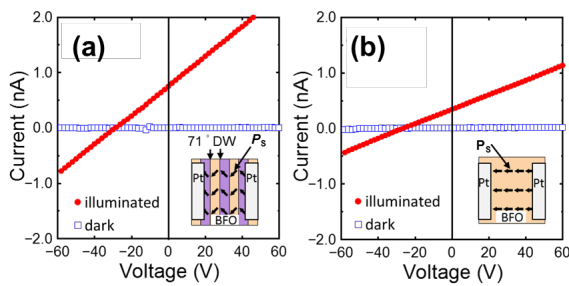 (a)
2.0
1.0
0.0
−1.0
−2.0
Current (nA)
71 ° DW
Ps
Pt
Pt
BFO
illuminated
dark
−60 −40 −20 0 20 40 60
Voltage (V)
(b)
2.0
1.0
0.0
−1.0
−2.0
Current (nA)
Ps
Pt
Pt
BFO
illuminated
dark
−60 −40 −20 0 20 40 60
Voltage (V)